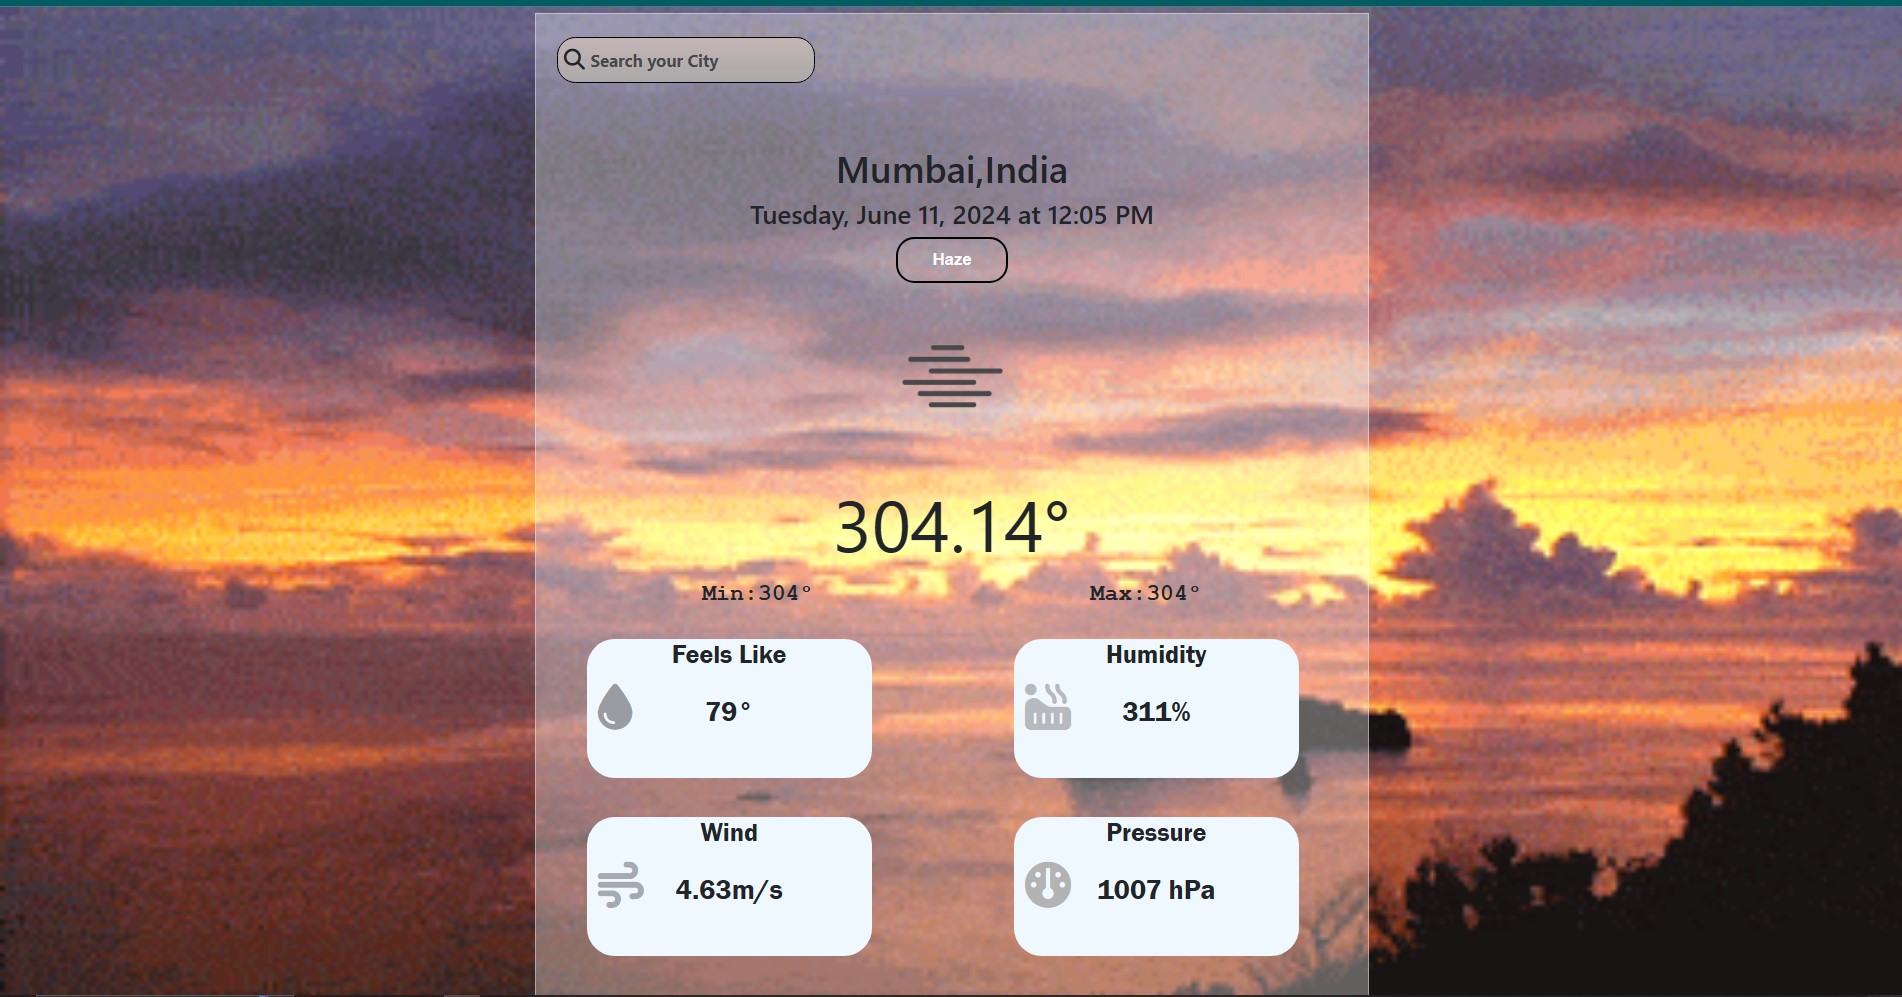 Search your City
Mumbai,India
Tuesday, June 11, 2024 at 12:05 PM
Haze
304.14°
Min:304° Max:304°
Feels Like Humidity
79° 311%
Wind Pressure
4.63m/s 1007 hPa